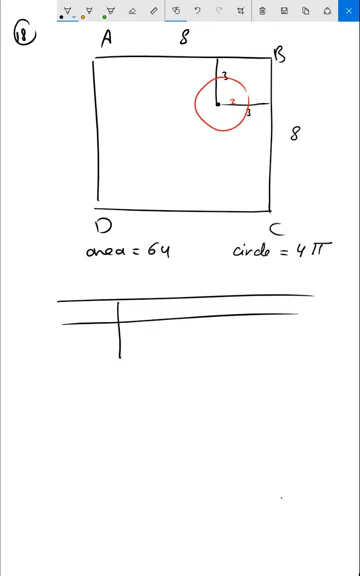 18
A 8 B
3
2
3
8
D C
area = 64 circle = 4π